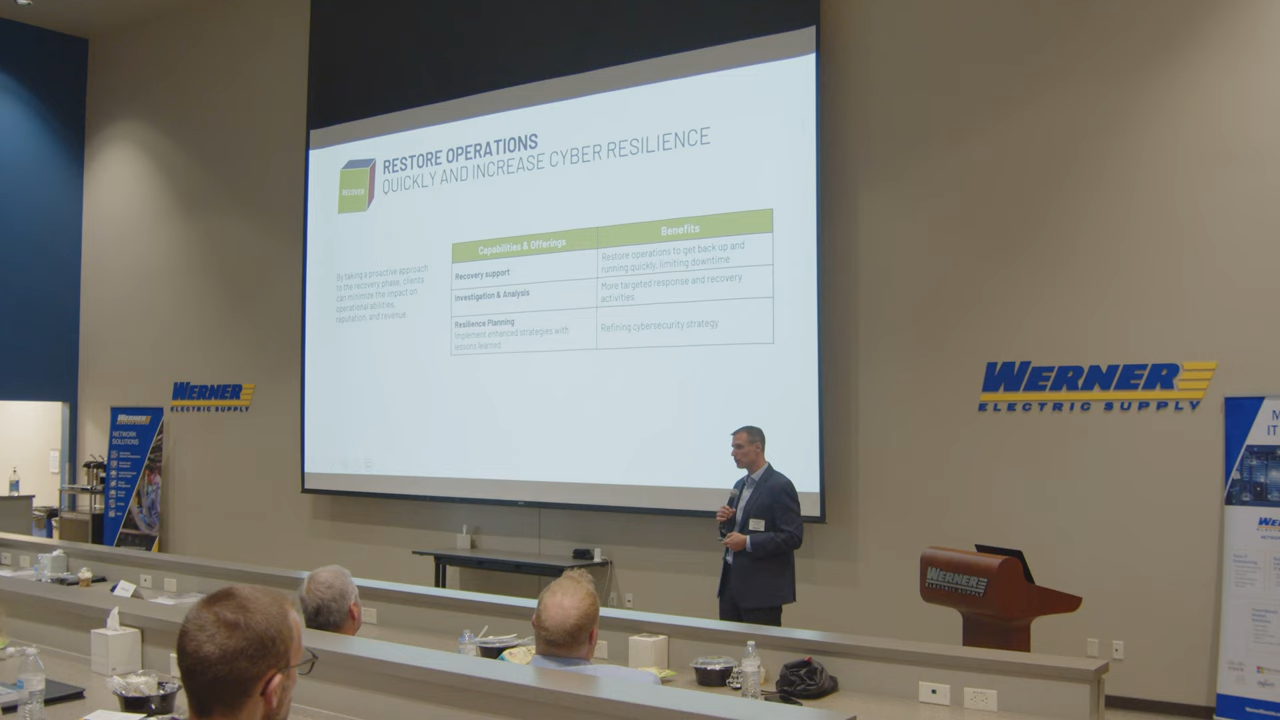 RESTORE OPERATIONS
QUICKLY AND INCREASE CYBER RESILIENCE
RECOVER
By taking a proactive approach
to the recovery phase, clients
can minimize the impact on
operational abilities,
reputation, and revenue
Capabilities & Offerings
Benefits
Recovery support
Restore operations to get back up and
running quickly, limiting downtime
Investigation & Analysis
More targeted response and recovery
activities
Resilience Planning
Implement enhanced strategies with
lessons learned
Refining cybersecurity strategy
WERNER
ELECTRIC SUPPLY
WERNER
ELECTRIC SUPPLY
WERNER
NETWORK
SOLUTIONS
WERNER
ELECTRIC SUPPLY
M
IT